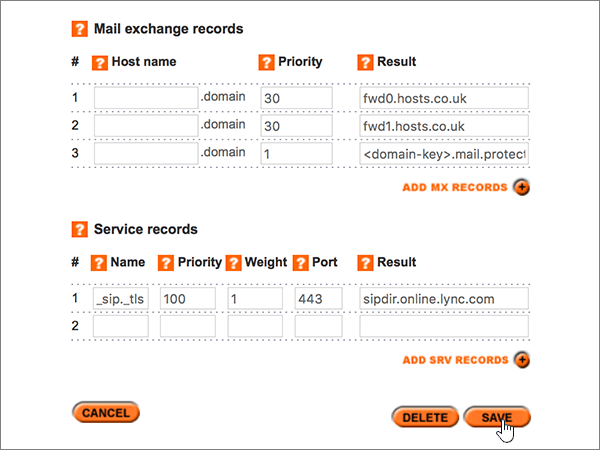 ? Mail exchange records
# ? Host name ? Priority ? Result
1 .domain 30 fwd0.hosts.co.uk
2 .domain 30 fwd1.hosts.co.uk
3 .domain 1 <domain-key>.mail.protect
ADD MX RECORDS +
? Service records
# ? Name ? Priority ? Weight ? Port ? Result
1 _sip._tls 100 1 443 sipdir.online.lync.com
2
ADD SRV RECORDS +
CANCEL DELETE SAVE